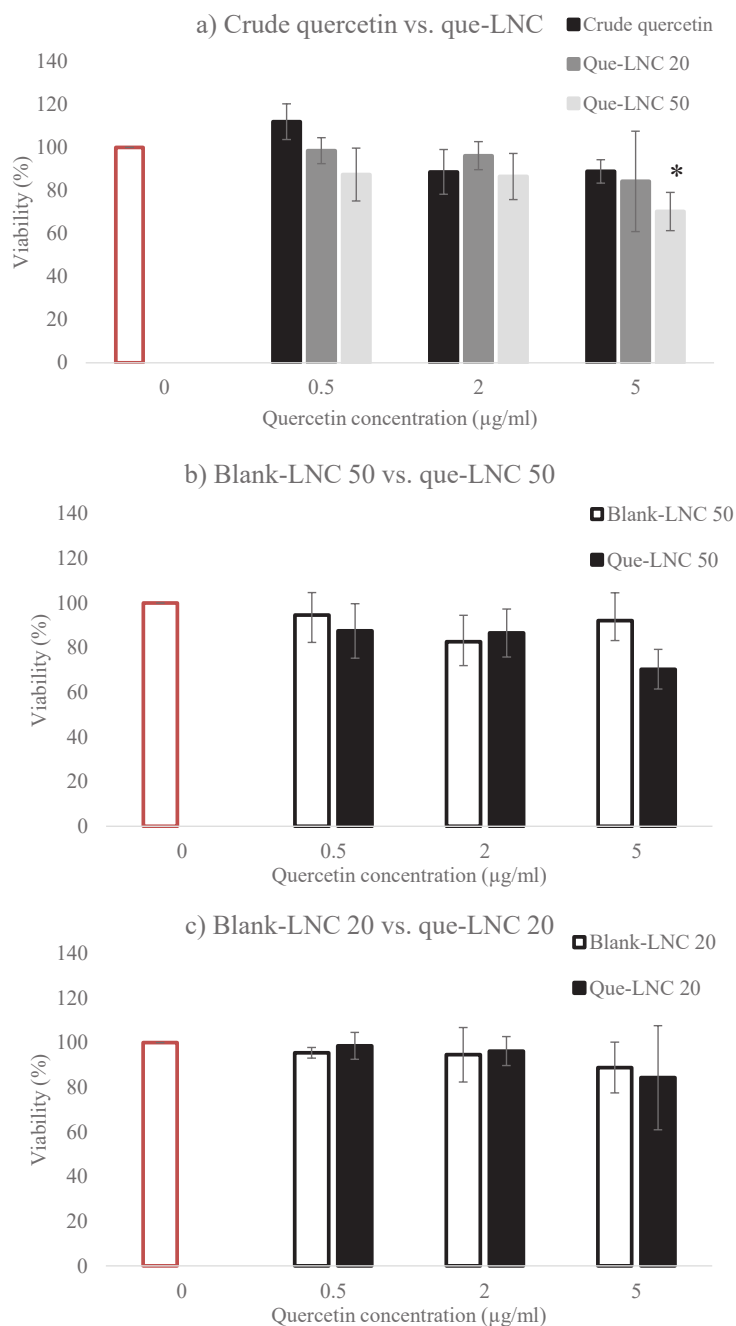 a) Crude quercetin vs. que-LNC
Crude quercetin
Que-LNC 20
Que-LNC 50
140
120
100
80
60
40
20
0
Viability (%)
*
0 0.5 2 5
Quercetin concentration (µg/ml)
b) Blank-LNC 50 vs. que-LNC 50
Blank-LNC 50
Que-LNC 50
140
120
100
80
60
40
20
0
Viability (%)
0 0.5 2 5
Quercetin concentration (µg/ml)
c) Blank-LNC 20 vs. que-LNC 20
Blank-LNC 20
Que-LNC 20
140
120
100
80
60
40
20
0
Viability (%)
0 0.5 2 5
Quercetin concentration (µg/ml)